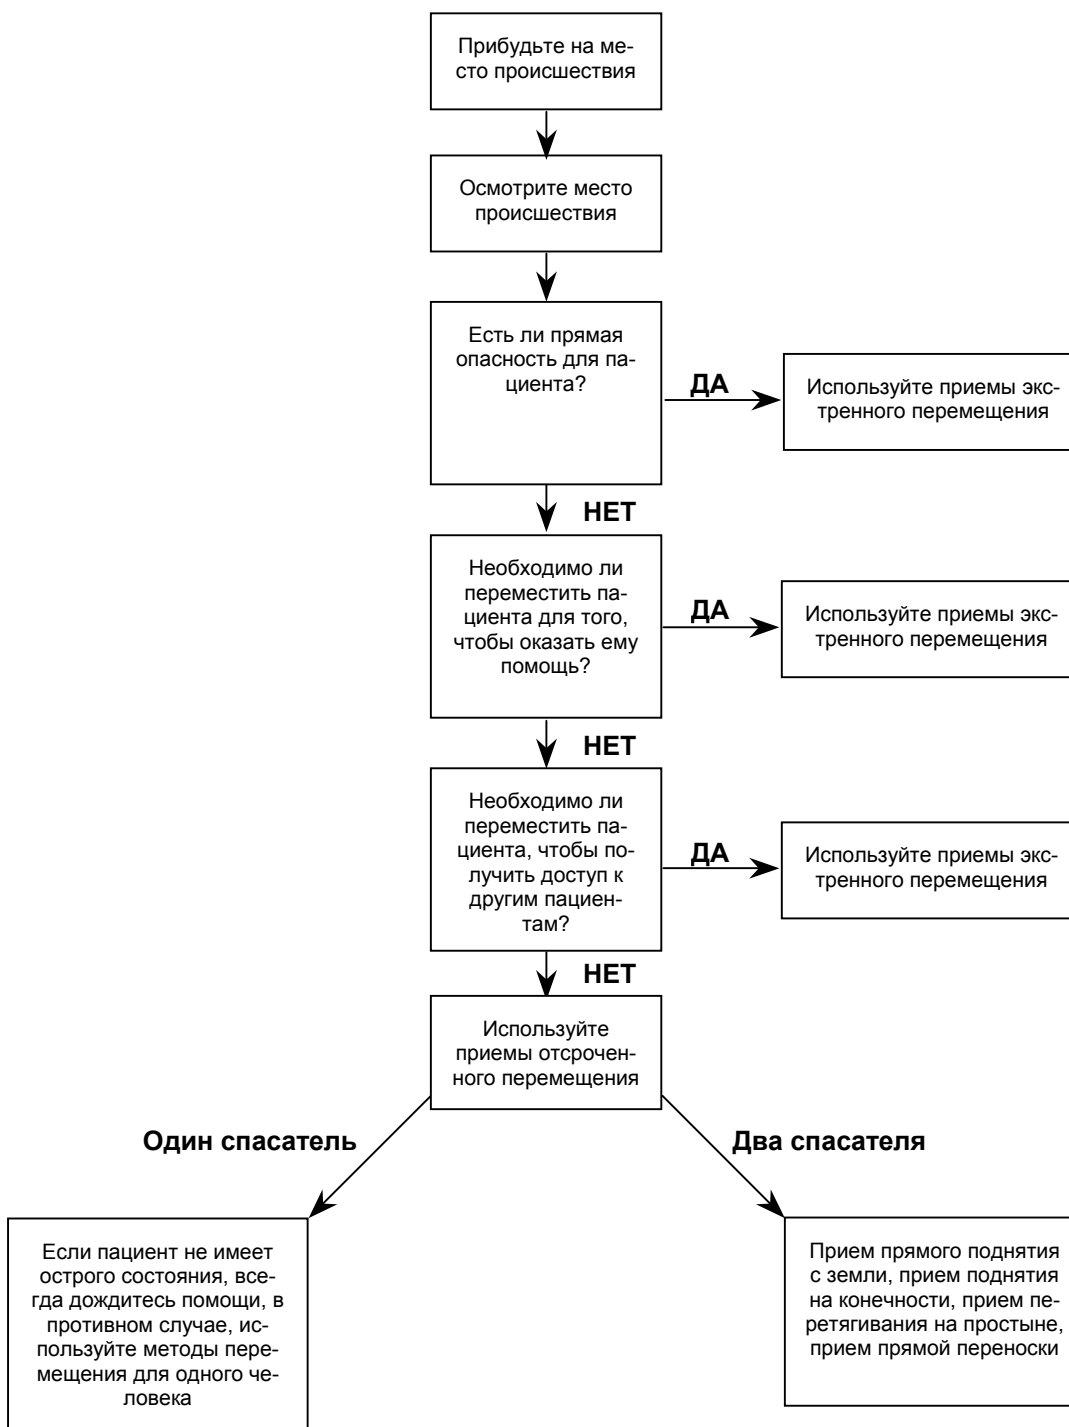 Прибудьте на ме-
сто происшествия
Осмотрите место
происшествия
Есть ли прямая
опасность для па-
циента?
ДА
Используйте приемы экс-
тренного перемещения
НЕТ
Необходимо ли
переместить па-
циента для того,
чтобы оказать ему
помощь?
ДА
Используйте приемы экс-
тренного перемещения
НЕТ
Необходимо ли
переместить па-
циента, чтобы по-
лучить доступ к
другим пациен-
там?
ДА
Используйте приемы экс-
тренного перемещения
НЕТ
Используйте
приемы отсрочен-
ного перемещения
Один спасатель
Два спасателя
Если пациент не имеет
острого состояния, все-
гда дождитесь помощи, в
противном случае, ис-
пользуйте методы пере-
мещения для одного че-
ловека
Прием прямого поднятия
с земли, прием поднятия
на конечности, прием пе-
ретягивания на простыне,
прием прямой переноски